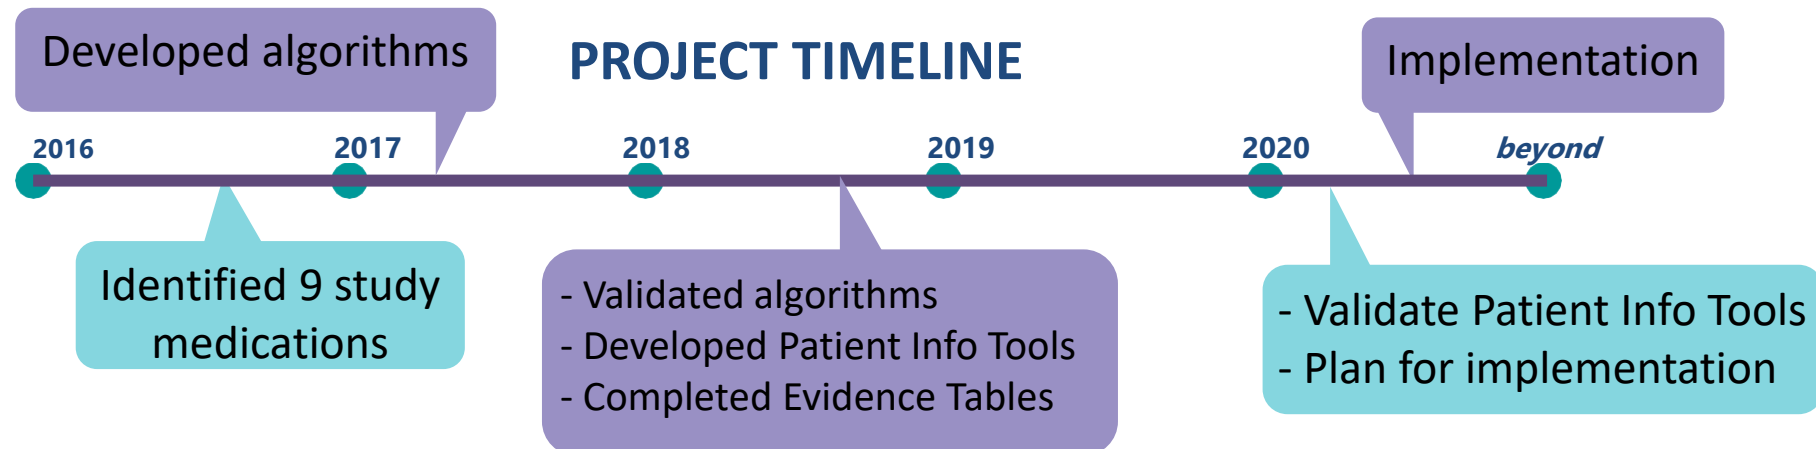 Developed algorithms
PROJECT TIMELINE
Implementation
2016
2017
2018
2019
2020
beyond
Identified 9 study
medications
- Validated algorithms
- Developed Patient Info Tools
- Completed Evidence Tables
- Validate Patient Info Tools
- Plan for implementation